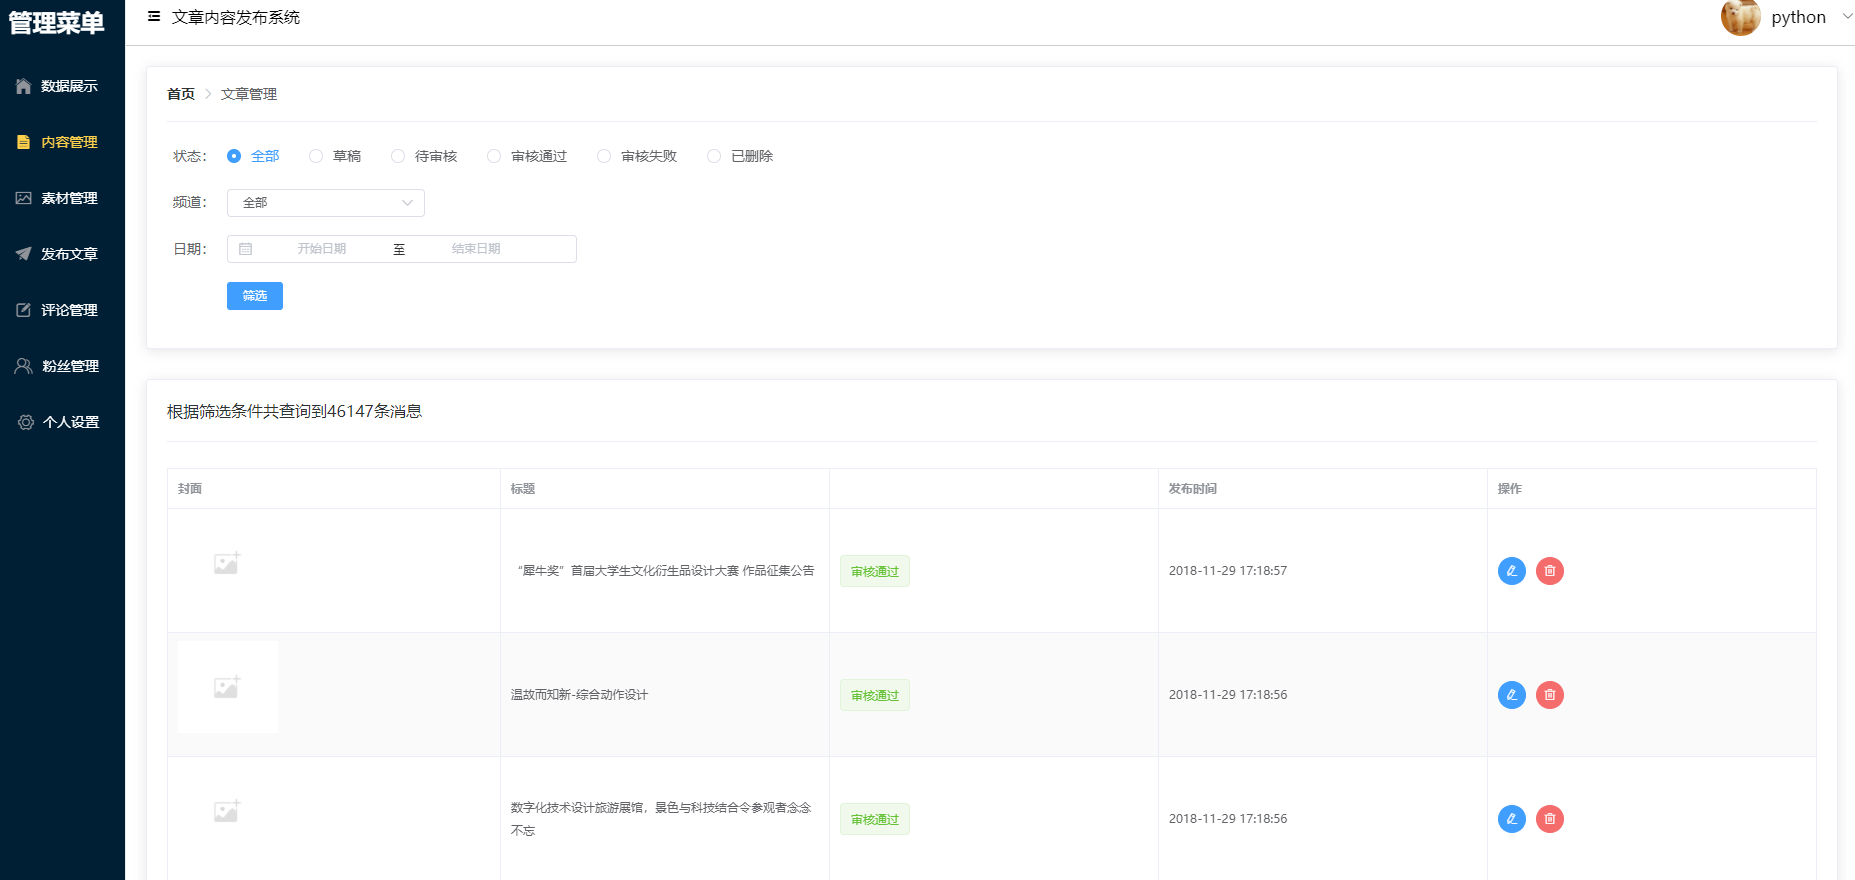 管理菜单
数据展示
内容管理
素材管理
发布文章
评论管理
粉丝管理
个人设置
文章内容发布系统
python
首页 文章管理
状态： 全部 草稿 待审核 审核通过 审核失败 已删除
频道： 全部
日期： 开始日期 至 结束日期
筛选
根据筛选条件共查询到46147条消息
封面 标题 发布时间 操作
“犀牛奖”首届大学生文化衍生品设计大赛 作品征集公告 审核通过 2018-11-29 17:18:57
温故而知新-综合动作设计 审核通过 2018-11-29 17:18:56
数字化技术设计旅游展馆，景色与科技结合令参观者念念
不忘
审核通过 2018-11-29 17:18:56